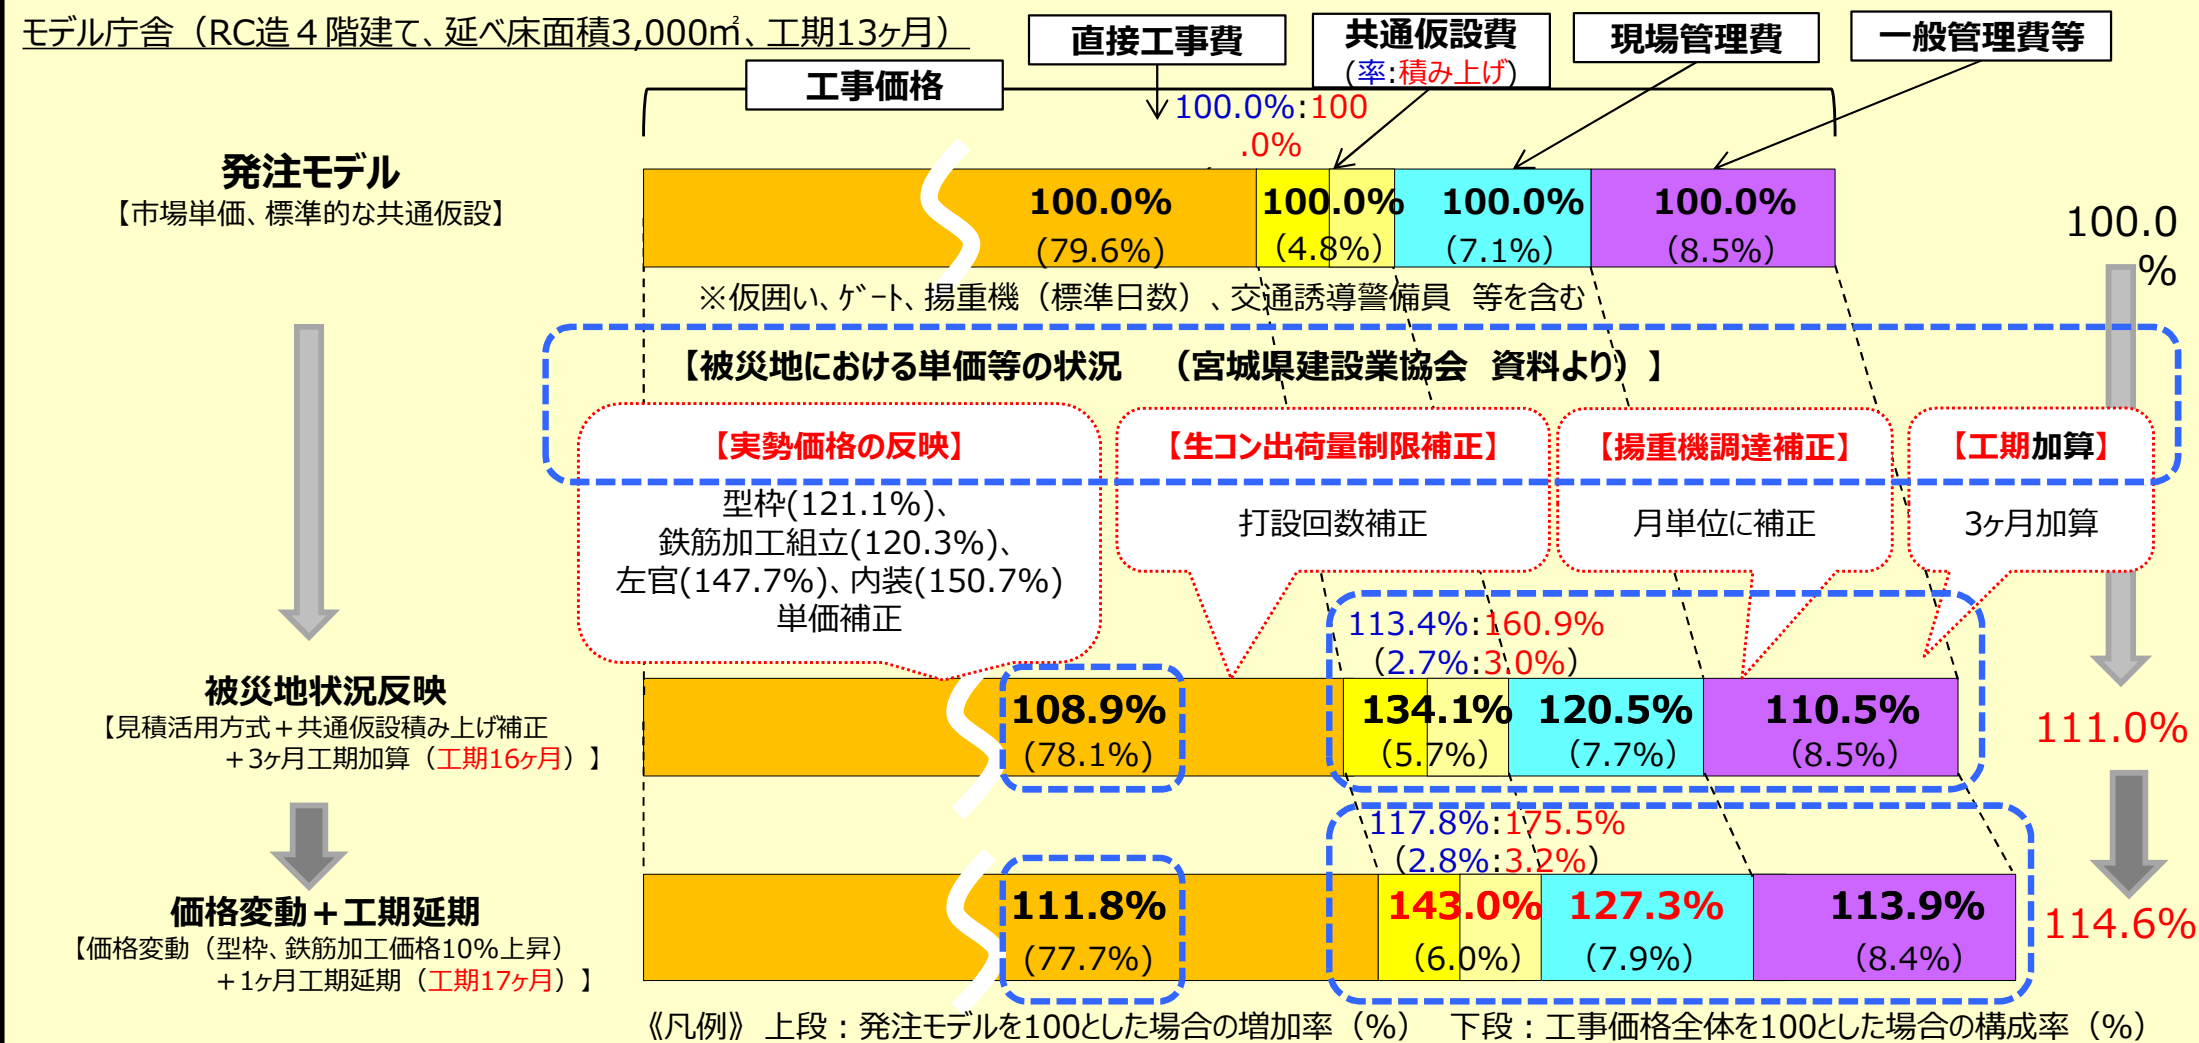 モデル庁舎（RC造４階建て、延べ床面積3,000㎡、工期13ヶ月）
直接工事費
共通仮設費
(率:積み上げ)
現場管理費
一般管理費等
工事価格
100.0%:100
.0%
発注モデル
【市場単価、標準的な共通仮設】
100.0%
(79.6%)
100.0%
(4.8%)
100.0%
(7.1%)
100.0%
(8.5%)
100.0
%
※仮囲い、ゲート、揚重機（標準日数）、交通誘導警備員 等を含む
【被災地における単価等の状況 （宮城県建設業協会 資料より）】
【実勢価格の反映】
型枠(121.1%)、
鉄筋加工組立(120.3%)、
左官(147.7%)、内装(150.7%)
単価補正
【生コン出荷量制限補正】
打設回数補正
【揚重機調達補正】
月単位に補正
【工期加算】
3ヶ月加算
113.4%:160.9%
（2.7%:3.0%）
被災地状況反映
【見積活用方式＋共通仮設積み上げ補正
＋3ヶ月工期加算（工期16ヶ月）】
108.9%
(78.1%)
134.1%
(5.7%)
120.5%
(7.7%)
110.5%
(8.5%)
111.0%
117.8%:175.5%
（2.8%:3.2%）
価格変動＋工期延期
【価格変動（型枠、鉄筋加工価格10%上昇）
＋1ヶ月工期延期（工期17ヶ月）】
111.8%
(77.7%)
143.0%
(6.0%)
127.3%
(7.9%)
113.9%
(8.4%)
114.6%
《凡例》 上段：発注モデルを100とした場合の増加率（%） 下段：工事価格全体を100とした場合の構成率（%）